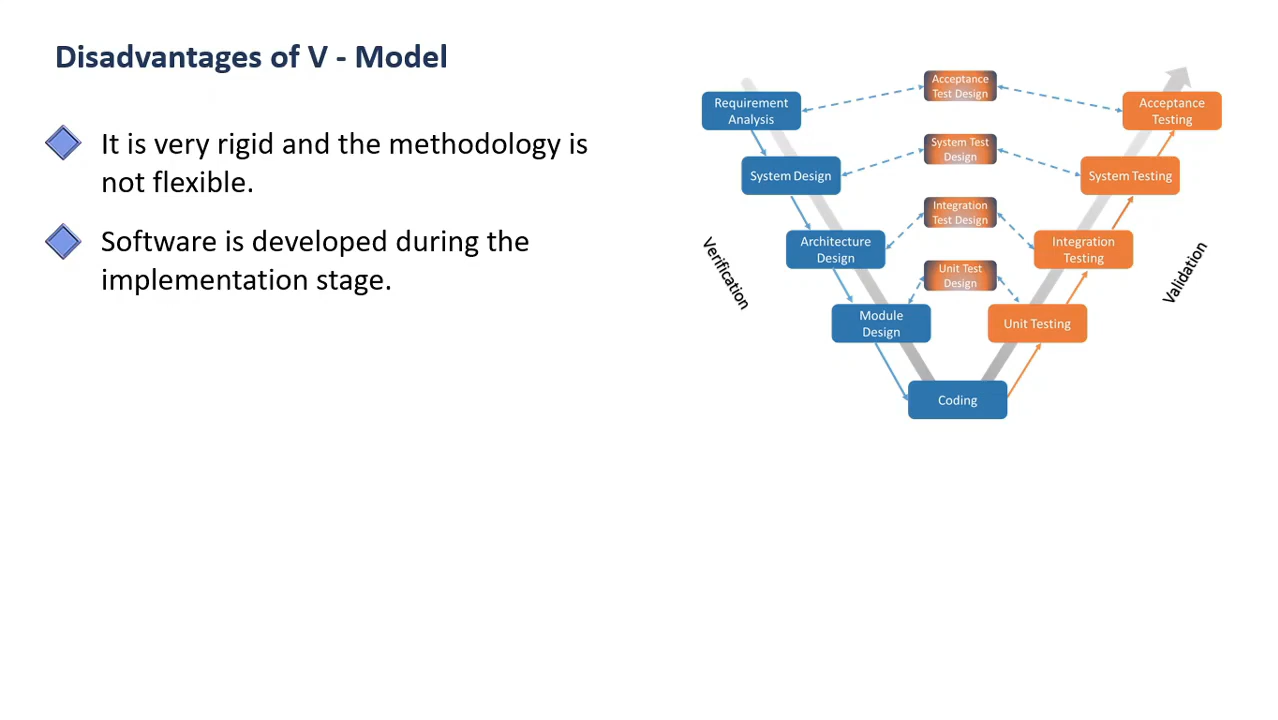 Disadvantages of V - Model
It is very rigid and the methodology is
not flexible.
Software is developed during the
implementation stage.
Requirement
Analysis
System Design
Architecture
Design
Module
Design
Coding
Acceptance
Test Design
System Test
Design
Integration
Test Design
Unit Test
Design
Acceptance
Testing
System Testing
Integration
Testing
Unit Testing
Verification
Validation